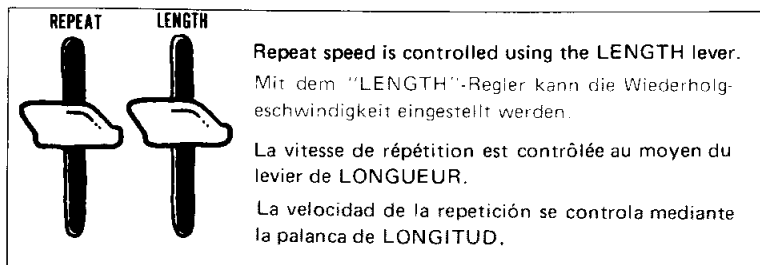 REPEAT LENGTH
Repeat speed is controlled using the LENGTH lever.
Mit dem "LENGTH"-Regler kann die Wiederholg-
eschwindigkeit eingestellt werden.
La vitesse de répétition est contrôlée au moyen du
levier de LONGUEUR.
La velocidad de la repetición se controla mediante
la palanca de LONGITUD.